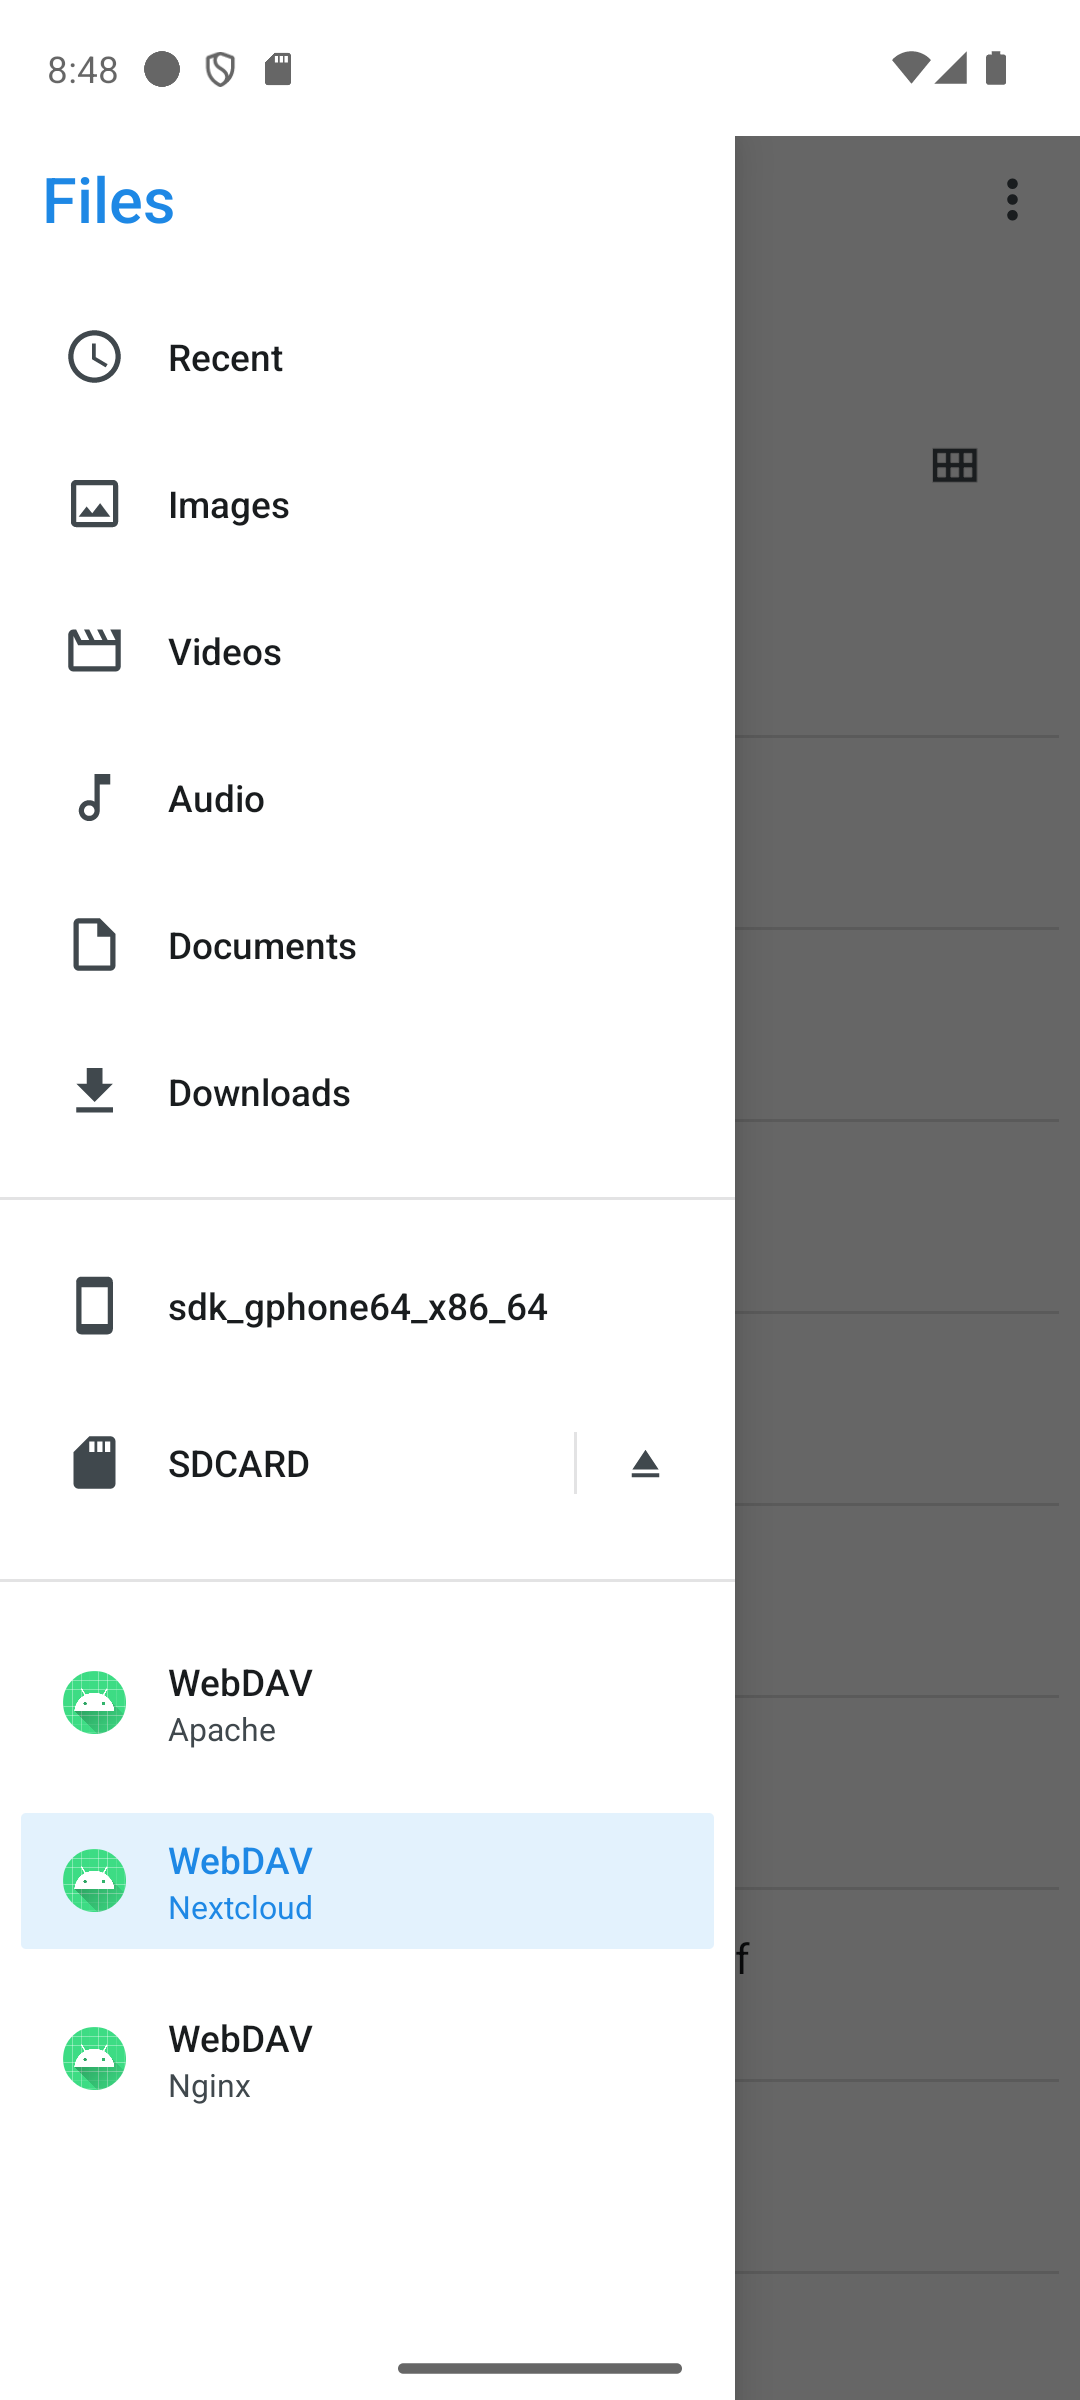 8:48
Files
Recent
Images
Videos
Audio
Documents
Downloads
sdk_gphone64_x86_64
SDCARD
WebDAV
Apache
WebDAV
Nextcloud
f
WebDAV
Nginx